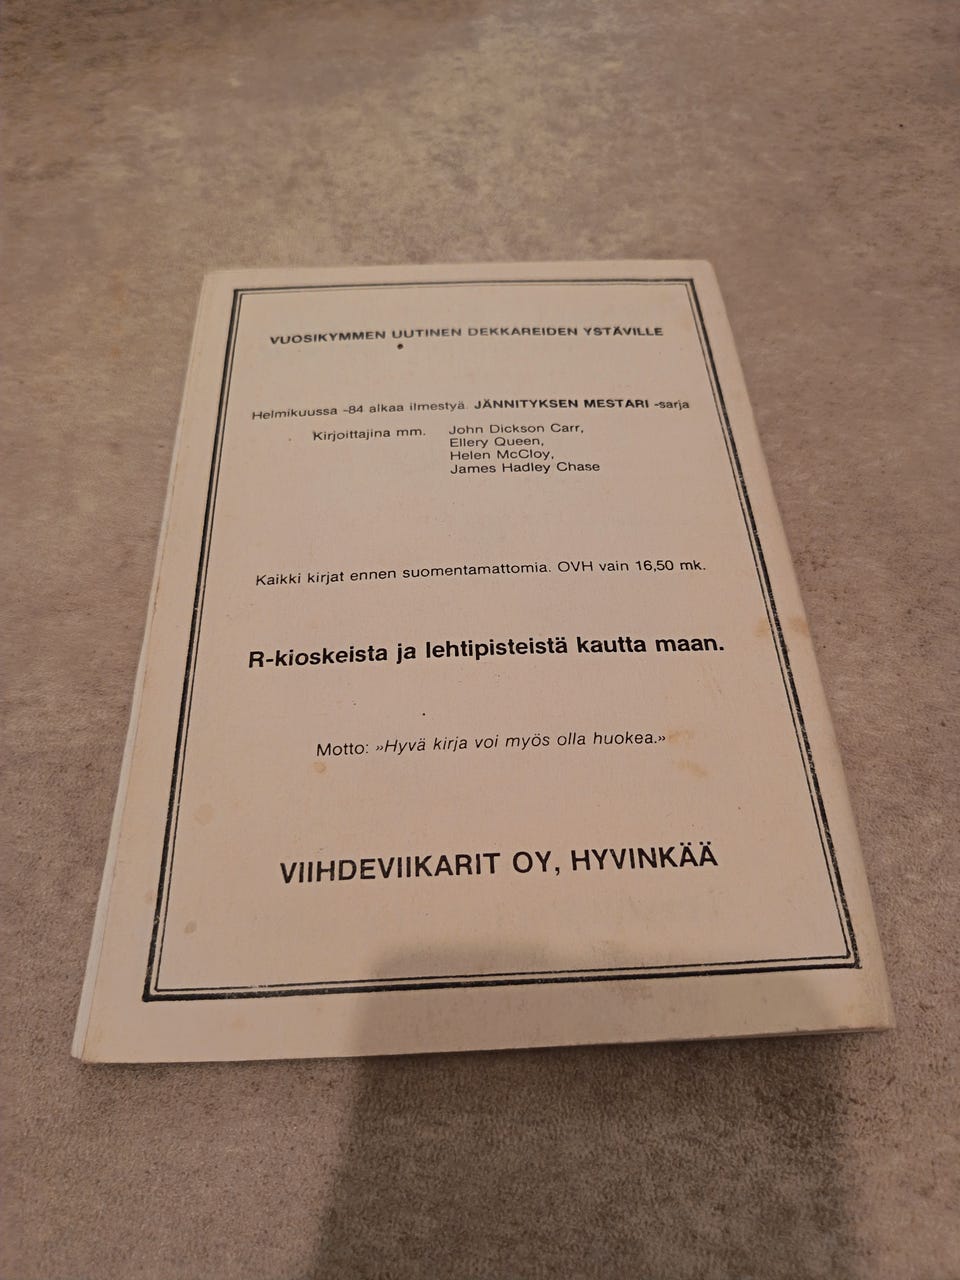 VUOSIKYMMEN UUTINEN DEKKAREIDEN YSTÄVILLE
Helmikuussa -84 alkaa ilmestyä JÄNNITYKSEN MESTARI -sarja
Kirjoittajina mm. John Dickson Carr,
Ellery Queen,
Helen McCloy,
James Hadley Chase
Kaikki kirjat ennen suomentamattomia. OVH vain 16,50 mk.
R-kioskeista ja lehtipisteistä kautta maan.
Motto: »Hyvä kirja voi myös olla huokea.»
VIIHDEVIIKARIT OY, HYVINKÄÄ